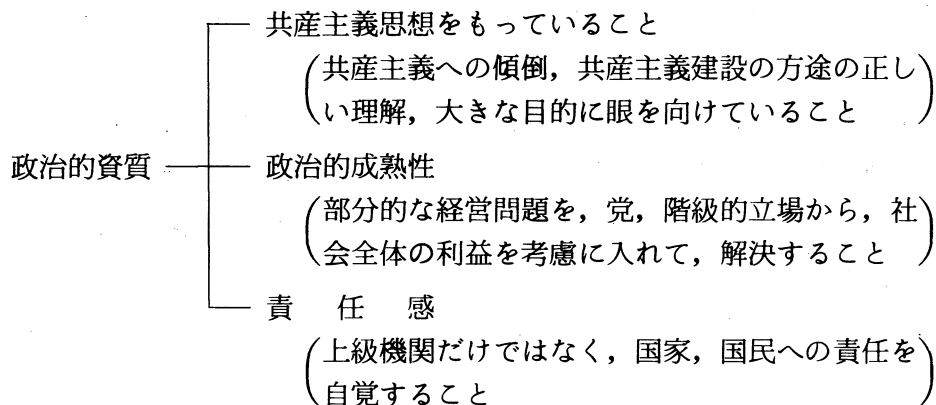 共産主義思想をもっていること
(共産主義への傾倒，共産主義建設の方途の正し
い理解，大きな目的に眼を向けていること)
政治的資質
政治的成熟性
(部分的な経営問題を，党，階級的立場から，社
会全体の利益を考慮に入れて，解決すること)
責任感
(上級機関だけではなく，国家，国民への責任を
自覚すること)